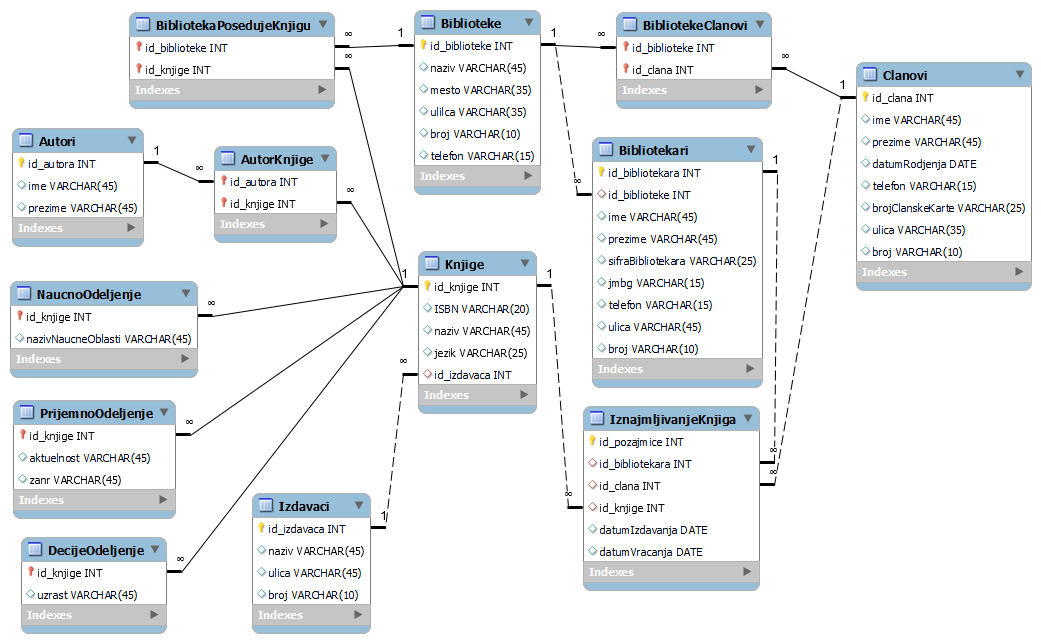 BibliotekaPosedujeKnjigu
id_biblioteke INT
id_knjige INT
Indexes
∞
∞
1
Biblioteke
id_biblioteke INT
naziv VARCHAR(45)
mesto VARCHAR(35)
ulilca VARCHAR(35)
broj VARCHAR(10)
telefon VARCHAR(15)
Indexes
1
∞
BibliotekeClanovi
id_biblioteke INT
id_clana INT
Indexes
∞
1
Clanovi
id_clana INT
ime VARCHAR(45)
prezime VARCHAR(45)
datumRodjenja DATE
telefon VARCHAR(15)
brojClanskeKarte VARCHAR(25)
ulica VARCHAR(35)
broj VARCHAR(10)
Indexes
Autori
id_autora INT
ime VARCHAR(45)
prezime VARCHAR(45)
Indexes
1
∞
AutorKnjige
id_autora INT
id_knjige INT
Indexes
∞
Bibliotekari
id_bibliotekara INT
id_biblioteke INT
ime VARCHAR(45)
prezime VARCHAR(45)
sifraBibliotekara VARCHAR(25)
jmbg VARCHAR(15)
telefon VARCHAR(15)
ulica VARCHAR(45)
broj VARCHAR(10)
Indexes
∞
1
Knjige
id_knjige INT
ISBN VARCHAR(20)
naziv VARCHAR(45)
jezik VARCHAR(25)
id_izdavaca INT
Indexes
1
1
∞
NaucnoOdeljenje
id_knjige INT
nazivNaucneOblasti VARCHAR(45)
Indexes
∞
PrijemnoOdeljenje
id_knjige INT
aktuelnost VARCHAR(45)
zanr VARCHAR(45)
Indexes
∞
IznajmljivanjeKnjiga
id_pozajmice INT
id_bibliotekara INT
id_clana INT
id_knjige INT
datumIzdavanja DATE
datumVracanja DATE
Indexes
∞
∞
∞
Izdavaci
id_izdavaca INT
naziv VARCHAR(45)
ulica VARCHAR(45)
broj VARCHAR(10)
Indexes
1
DecijeOdeljenje
id_knjige INT
uzrast VARCHAR(45)
Indexes
∞